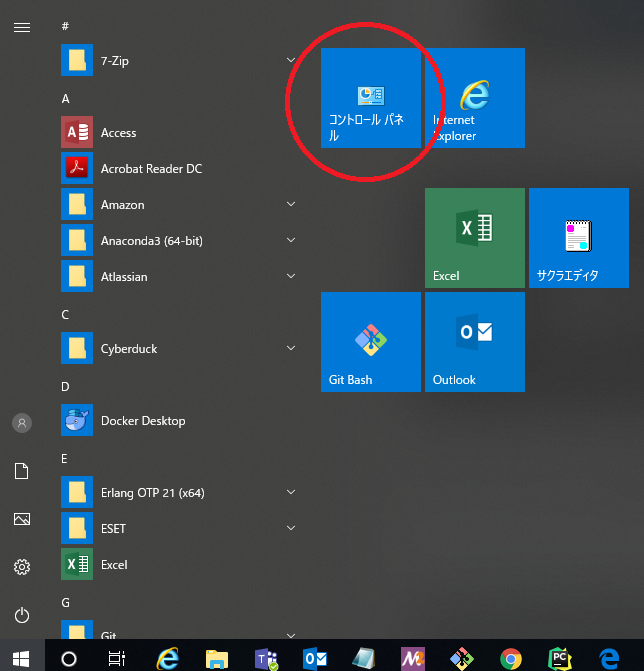 #
7-Zip
A
Access
Acrobat Reader DC
Amazon
Anaconda3 (64-bit)
Atlassian
C
Cyberduck
D
Docker Desktop
E
Erlang OTP 21 (x64)
ESET
Excel
G
Git
コントロール パネ
ル
Internet
Explorer
Excel
サクラエディタ
Git Bash
Outlook